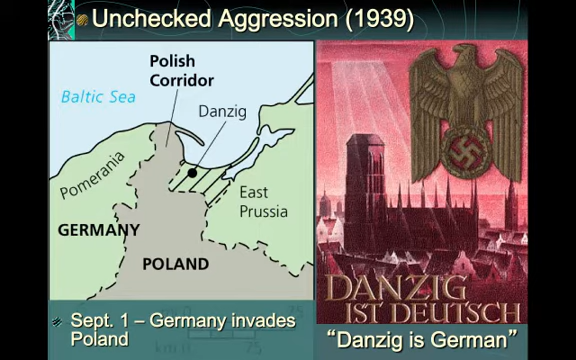 Unchecked Aggression (1939)
Polish
Corridor
Baltic Sea
Danzig
Pomerania
East
Prussia
GERMANY
POLAND
DANZIG
IST DEUTSCH
Sept. 1 – Germany invades
Poland
“Danzig is German”